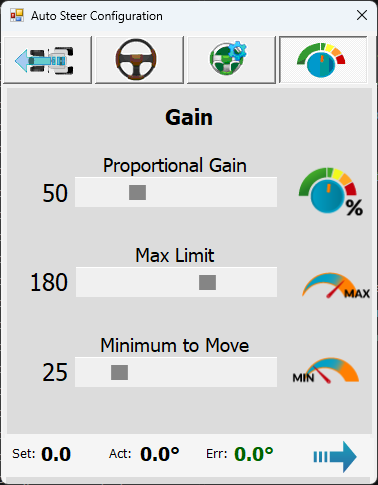 Auto Steer Configuration
Gain
Proportional Gain
50
%
Max Limit
180
MAX
Minimum to Move
25
MIN
Set: 0.0 Act: 0.0° Err: 0.0°